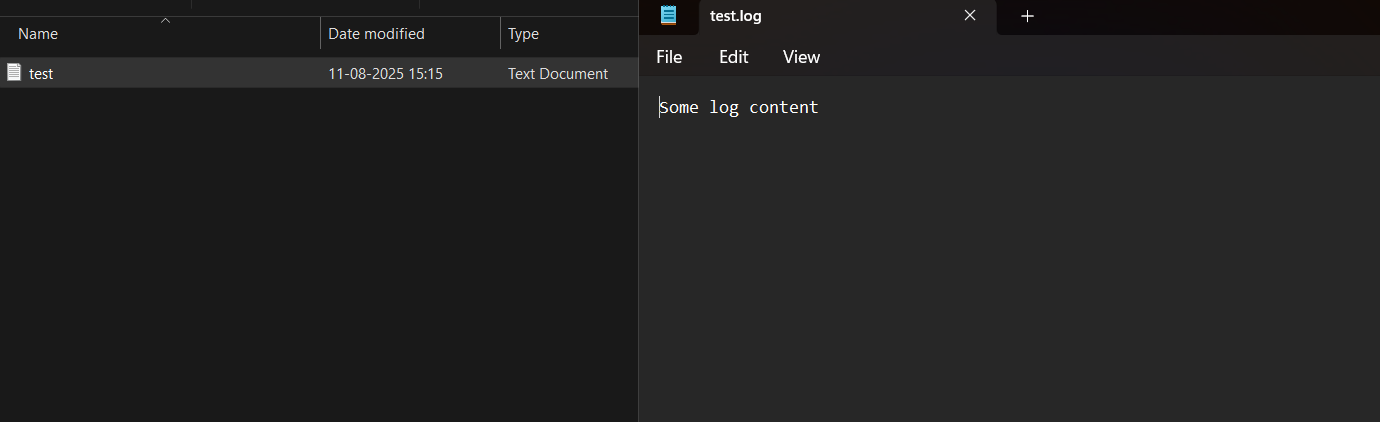 Name Date modified Type
test 11-08-2025 15:15 Text Document
test.log
File Edit View
Some log content